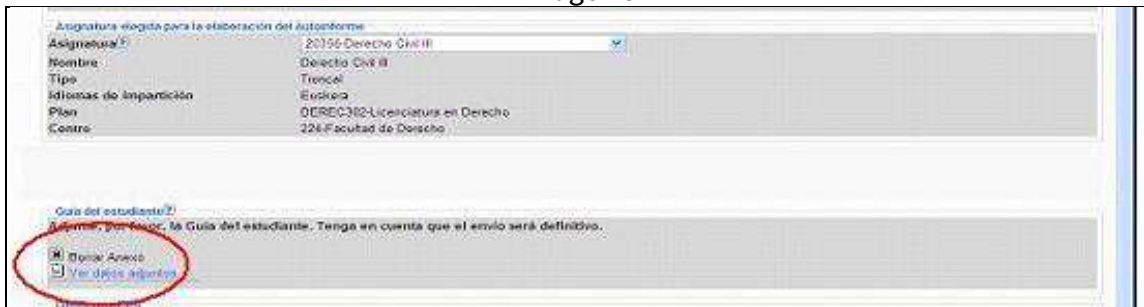 Asignatura elegida para la elaboración del Autoinforme
Asignatura[?] 20356-Derecho Civil III
Nombre Derecho Civil III
Tipo Troncal
Idiomas de Impartición Euskera
Plan DEREC302-Licenciatura en Derecho
Centro 224-Facultad de Derecho
Guía del estudiante[?]
Adjunte, por favor, la Guía del estudiante. Tenga en cuenta que el envío será definitivo.
Borrar Anexo
Ver datos adjuntos